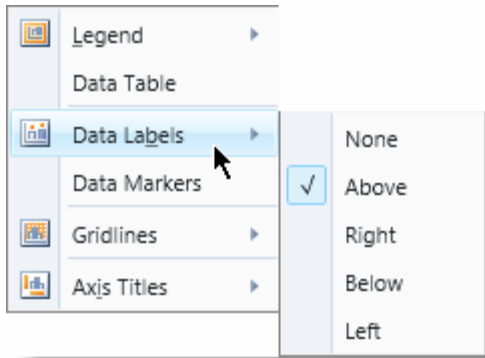 Legend
Data Table
Data Labels
Data Markers
Gridlines
Axis Titles
None
Above
Right
Below
Left